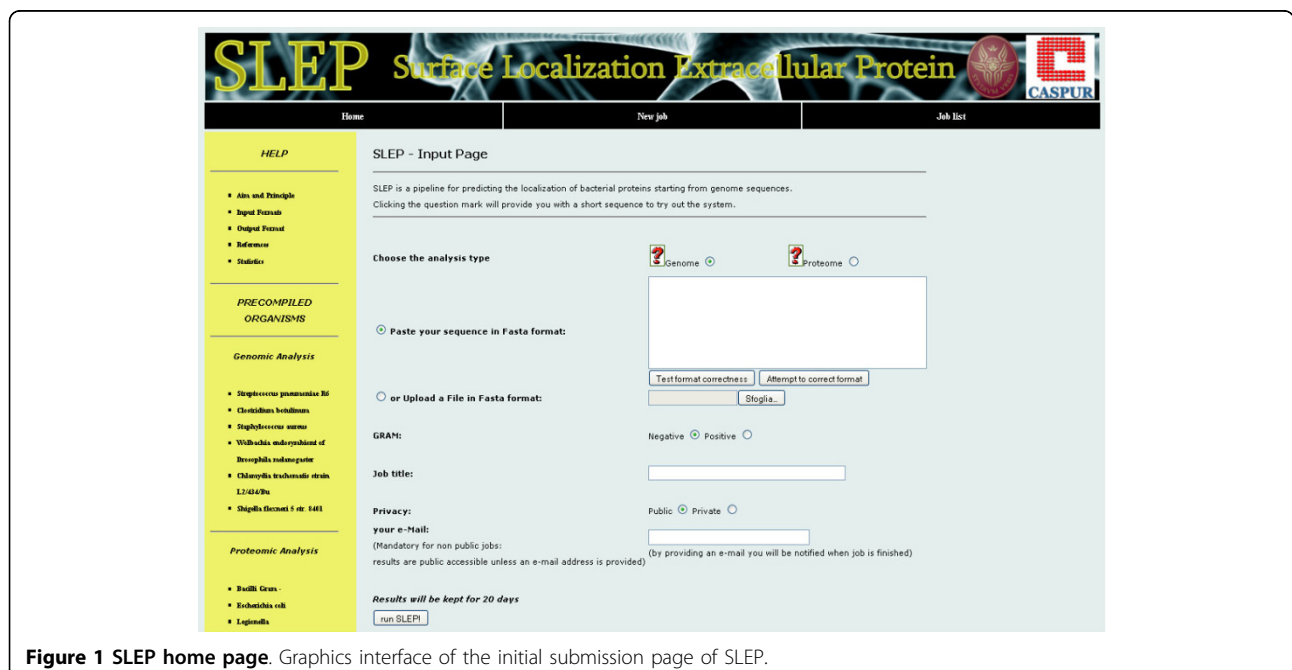 SLEP Surface Localization Extracellular Protein
CASPUR
Home New job Job list
HELP
Aim and Principle
Input Formats
Output Format
References
Statistics
PRECOMPILED
ORGANISMS
Genomic Analysis
Streptococcus pneumoniae R6
Clostridium botulinum
Staphylococcus aureus
Wolbachia endosymbiont of
Drosophila melanogaster
Chlamydia trachomatis strain
L2/434/Bu
Shigella flexneri 5 str. 8401
Proteomic Analysis
Bacilli Gram -
Escherichia coli
Legionella
SLEP - Input Page
SLEP is a pipeline for predicting the localization of bacterial proteins starting from genome sequences.
Clicking the question mark will provide you with a short sequence to try out the system.
Choose the analysis type ? Genome ? Proteome
Paste your sequence in Fasta format:
Test format correctness Attempt to correct format
or Upload a File in Fasta format: Sfoglia...
GRAM: Negative Positive
Job title:
Privacy: Public Private
your e-Mail:
(Mandatory for non public jobs:
results are public accessible unless an e-mail address is provided) (by providing an e-mail you will be notified when job is finished)
Results will be kept for 20 days
run SLEP!
Figure 1 SLEP home page. Graphics interface of the initial submission page of SLEP.